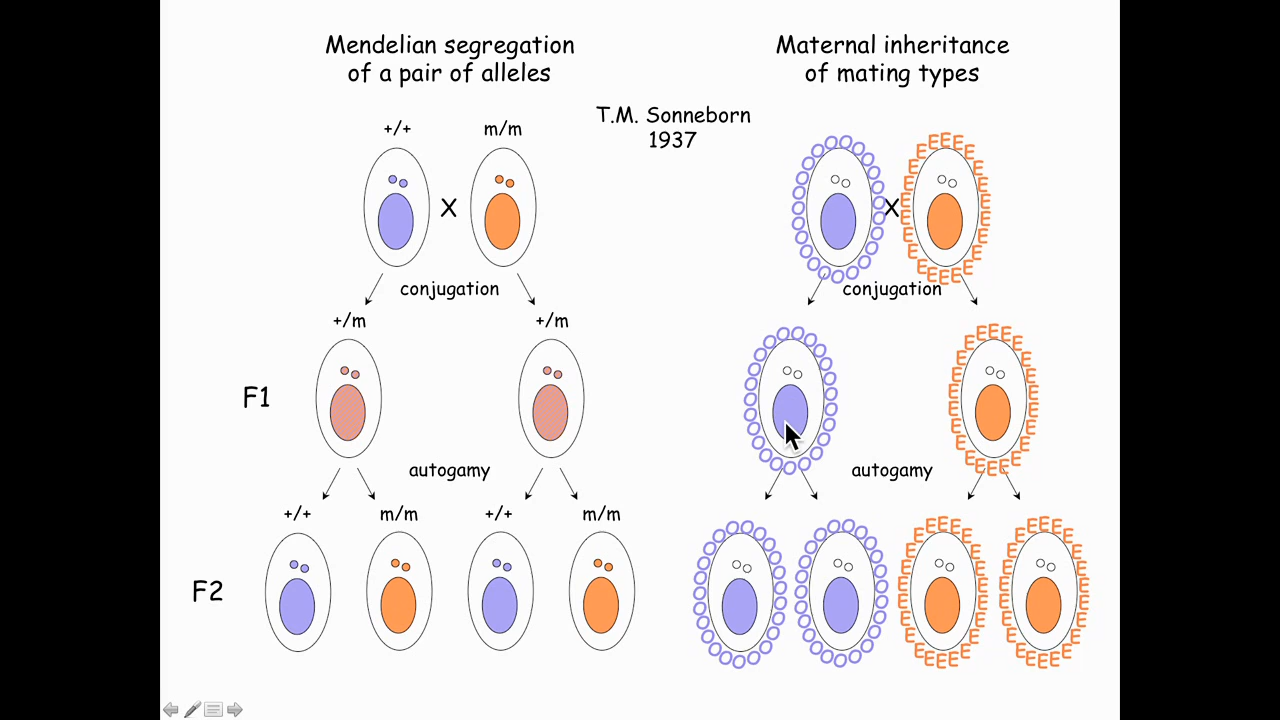 Mendelian segregation
of a pair of alleles
Maternal inheritance
of mating types
T.M. Sonneborn
1937
+/+
m/m
X
X
conjugation
conjugation
+/m
+/m
F1
autogamy
autogamy
+/+
m/m
+/+
m/m
F2